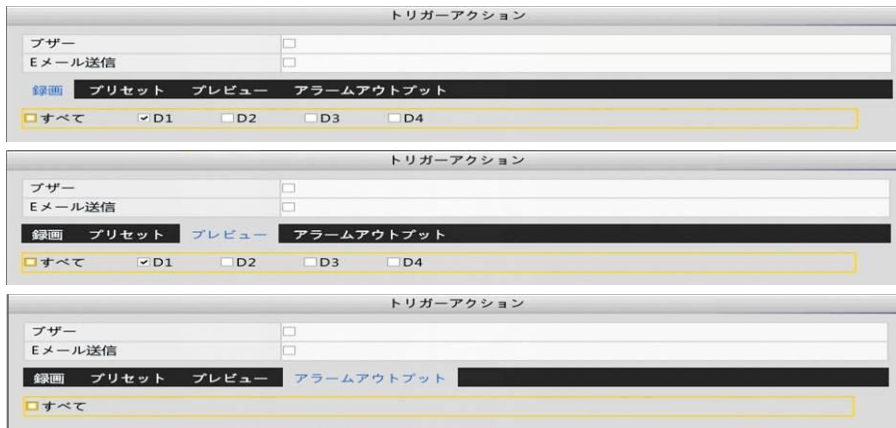 トリガーアクション
ブザー
Eメール送信
録画 プリセット プレビュー アラームアウトプット
すべて D1 D2 D3 D4
トリガーアクション
ブザー
Eメール送信
録画 プリセット プレビュー アラームアウトプット
すべて D1 D2 D3 D4
トリガーアクション
ブザー
Eメール送信
録画 プリセット プレビュー アラームアウトプット
すべて